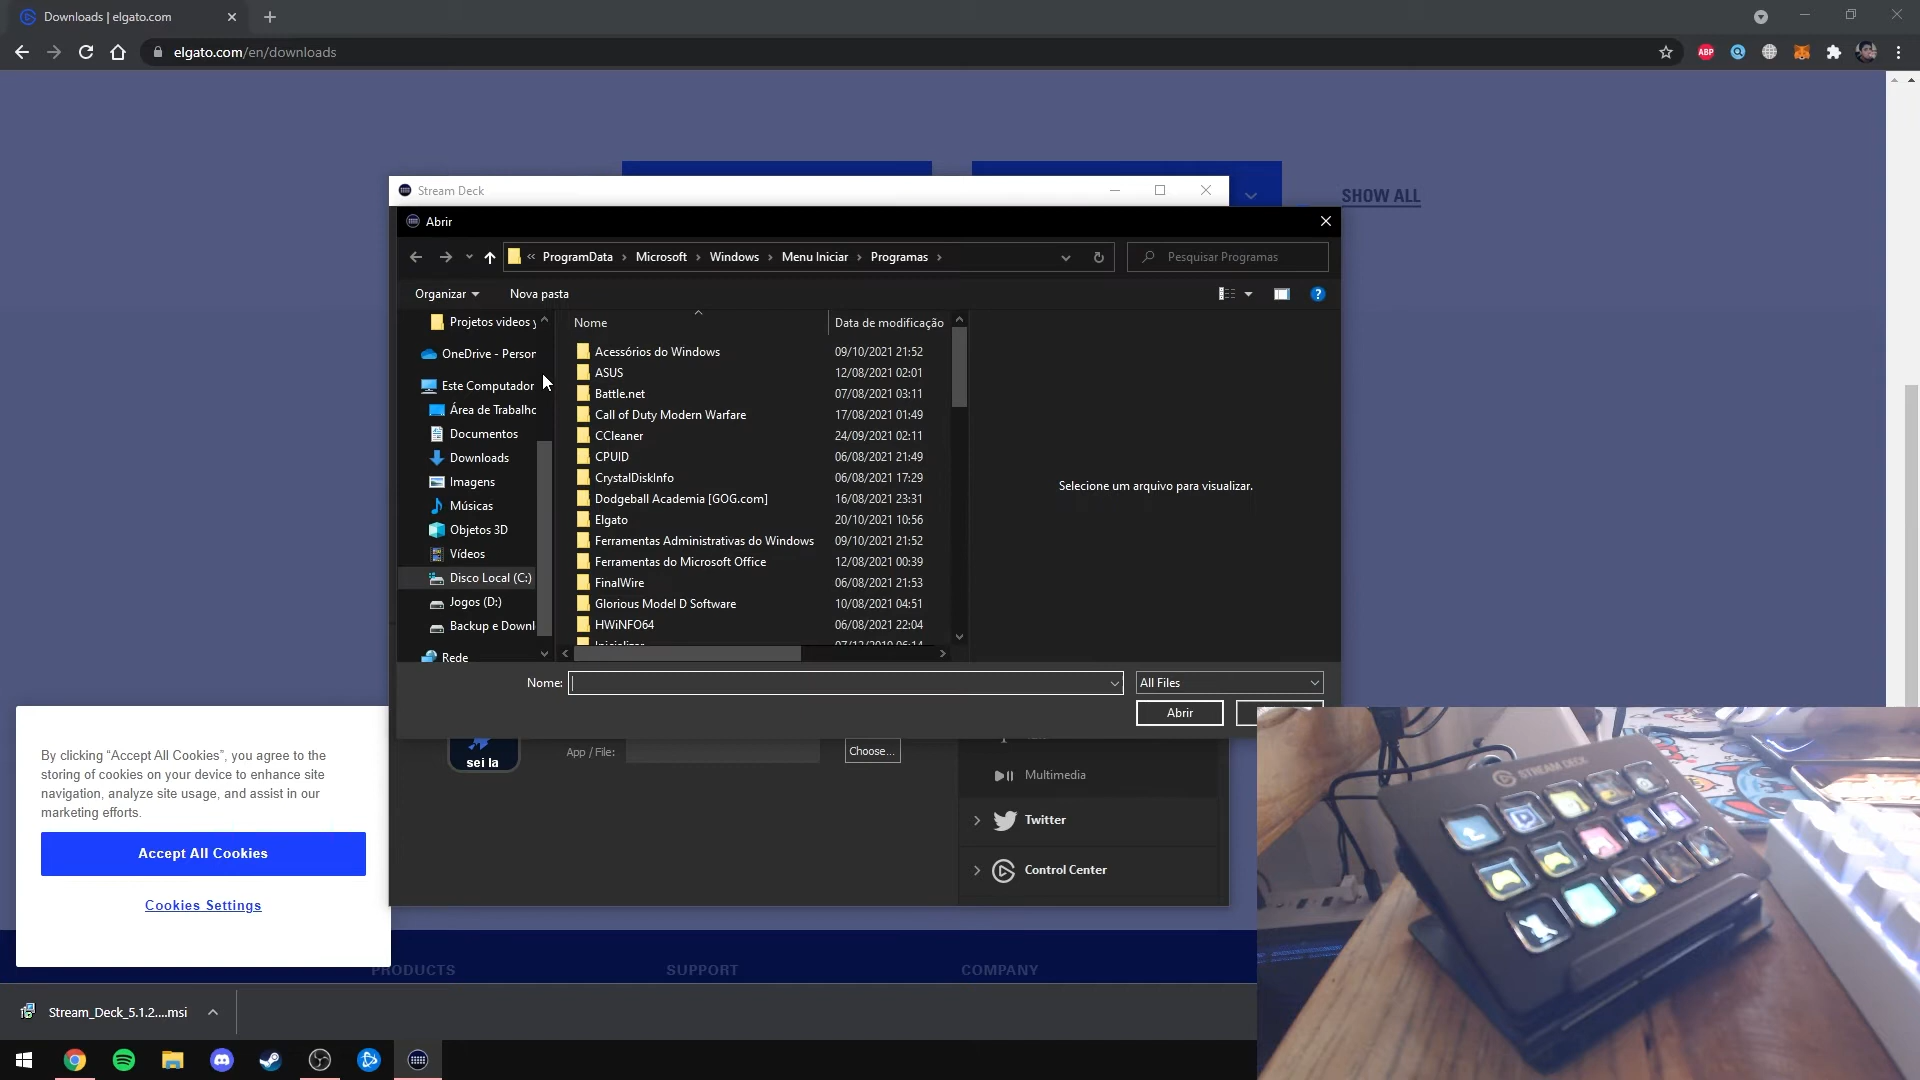 Downloads | elgato.com
elgato.com/en/downloads
ABP
SHOW ALL
Stream Deck
Abrir
« ProgramData › Microsoft › Windows › Menu Iniciar › Programas ›
Pesquisar Programas
Organizar
Nova pasta
Projetos videos y
OneDrive - Person
Este Computador
Área de Trabalho
Documentos
Downloads
Imagens
Músicas
Objetos 3D
Vídeos
Disco Local (C:)
Jogos (D:)
Backup e Downl
Rede
Nome Data de modificação
Acessórios do Windows 09/10/2021 21:52
ASUS 12/08/2021 02:01
Battle.net 07/08/2021 03:11
Call of Duty Modern Warfare 17/08/2021 01:49
CCleaner 24/09/2021 02:11
CPUID 06/08/2021 21:49
CrystalDiskInfo 06/08/2021 17:29
Dodgeball Academia [GOG.com] 16/08/2021 23:31
Elgato 20/10/2021 10:56
Ferramentas Administrativas do Windows 09/10/2021 21:52
Ferramentas do Microsoft Office 12/08/2021 00:39
FinalWire 06/08/2021 21:53
Glorious Model D Software 10/08/2021 04:51
HWiNFO64 06/08/2021 22:04
Inicializar 07/12/2019 06:14
Selecione um arquivo para visualizar.
Nome:
All Files
Abrir
sei la
App / File:
Choose...
Multimedia
Twitter
Control Center
By clicking “Accept All Cookies”, you agree to the
storing of cookies on your device to enhance site
navigation, analyze site usage, and assist in our
marketing efforts.
Accept All Cookies
Cookies Settings
PRODUCTS
SUPPORT
COMPANY
Stream_Deck_5.1.2....msi
STREAM DECK